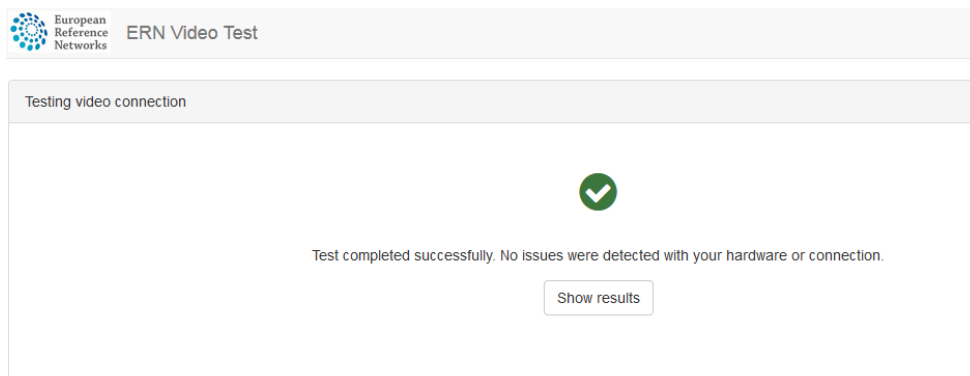 European
Reference
Networks
ERN Video Test
Testing video connection
Test completed successfully. No issues were detected with your hardware or connection.
Show results